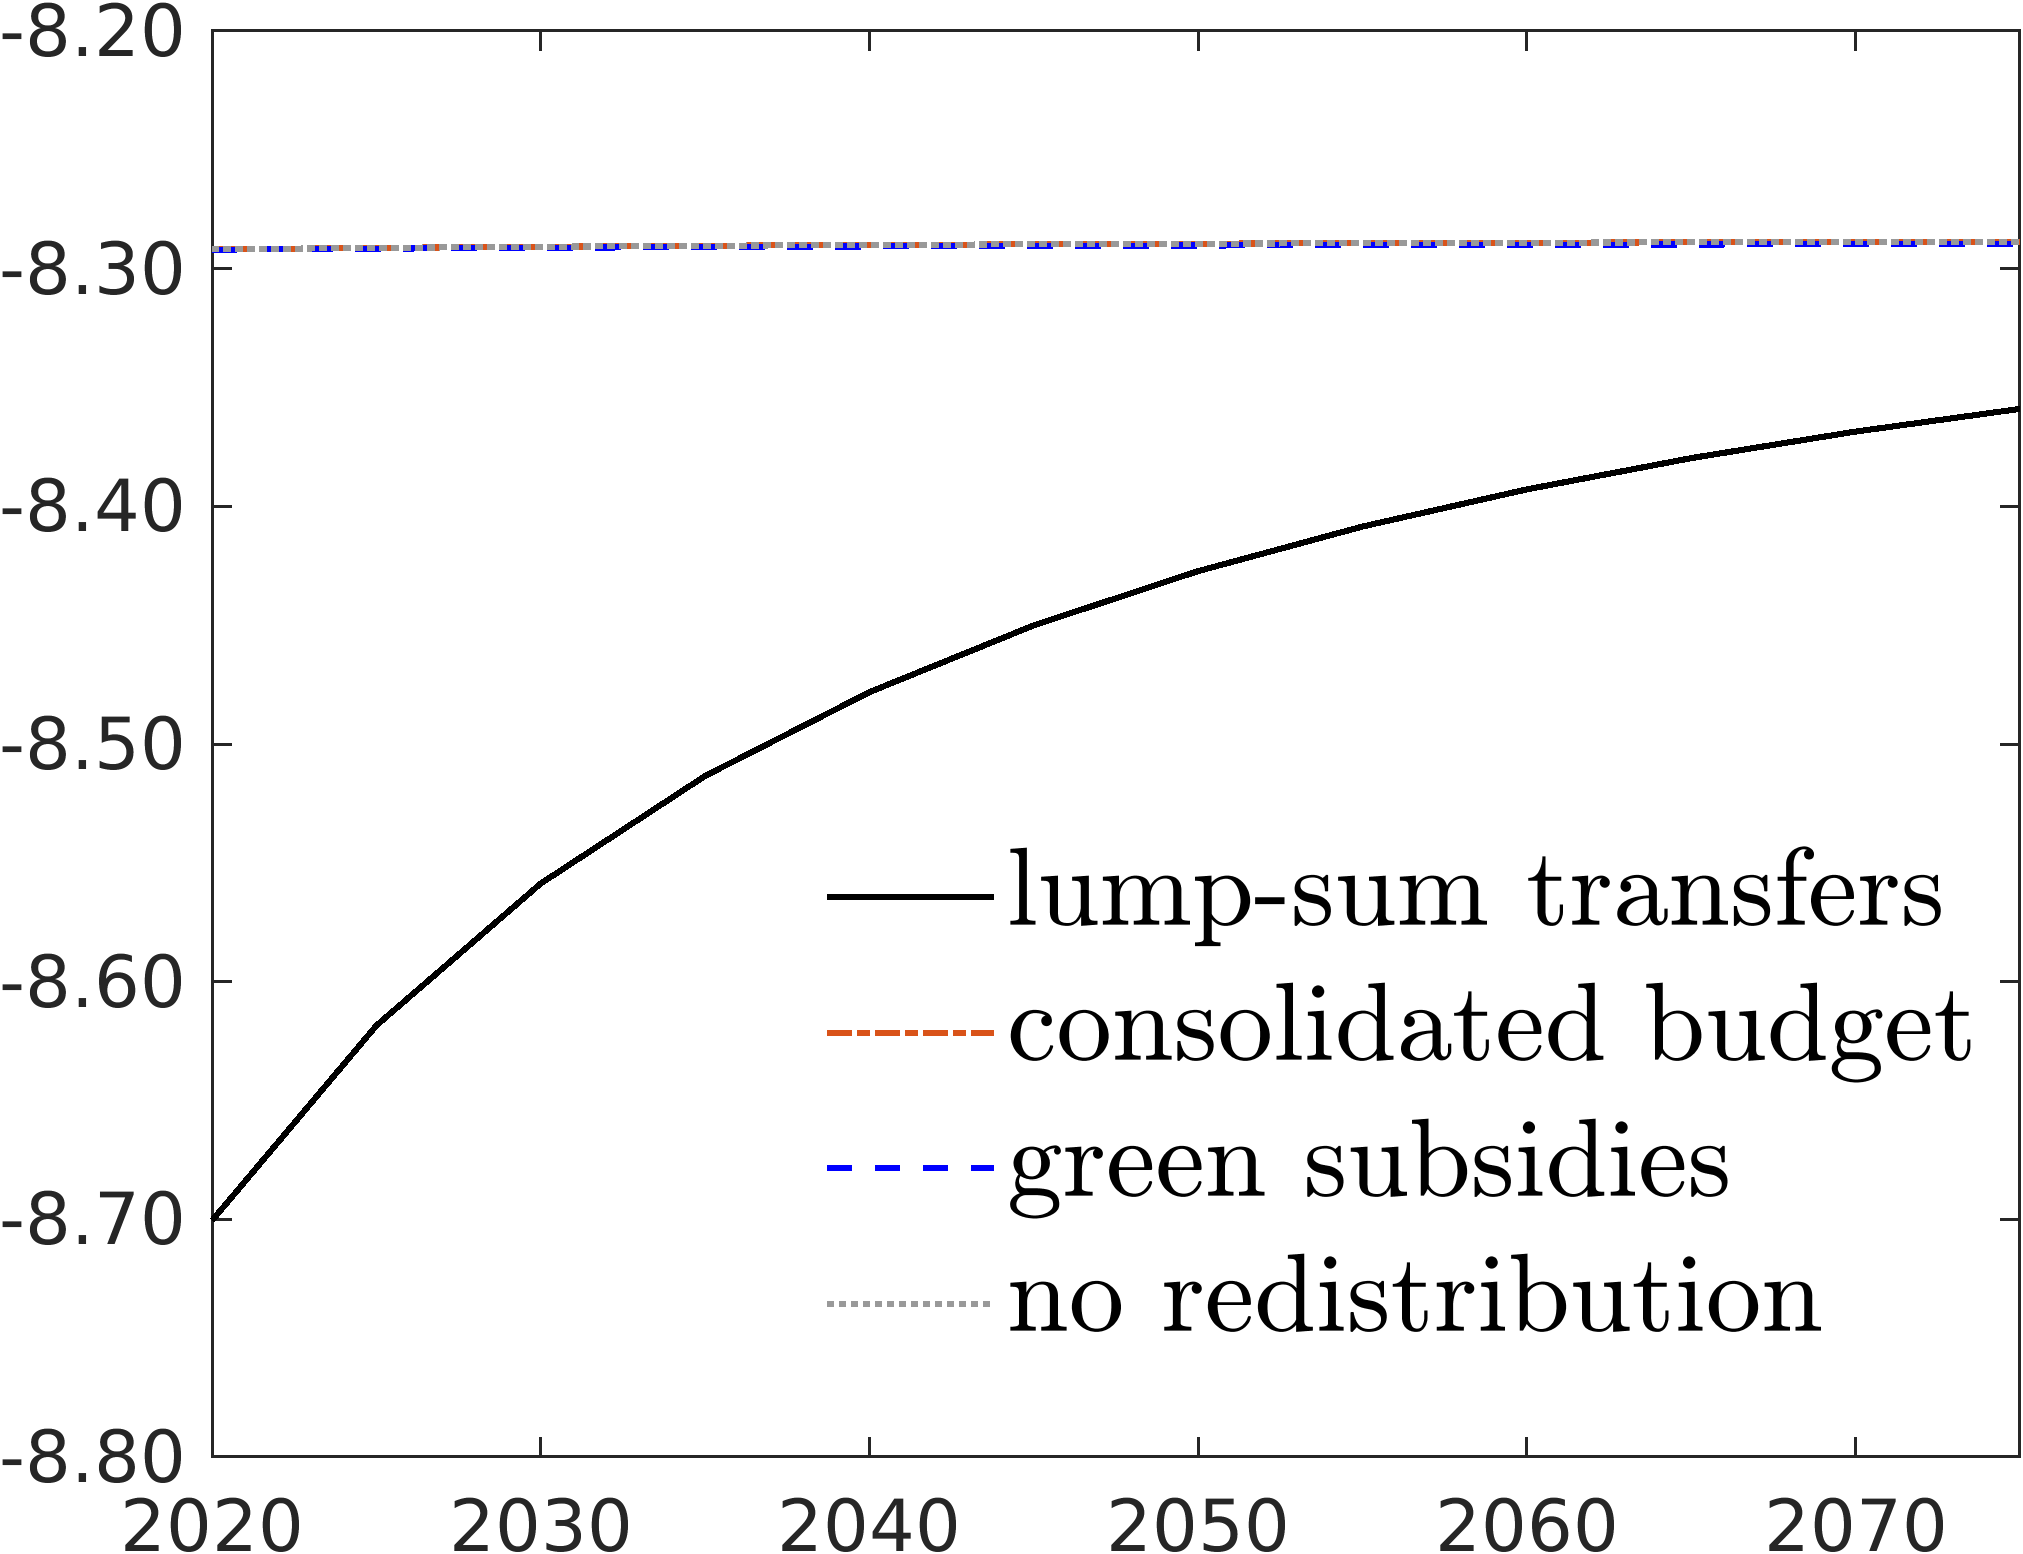 -8.20
-8.30
-8.40
-8.50
-8.60
-8.70
-8.80
lump-sum transfers
consolidated budget
green subsidies
no redistribution
2020 2030 2040 2050 2060 2070